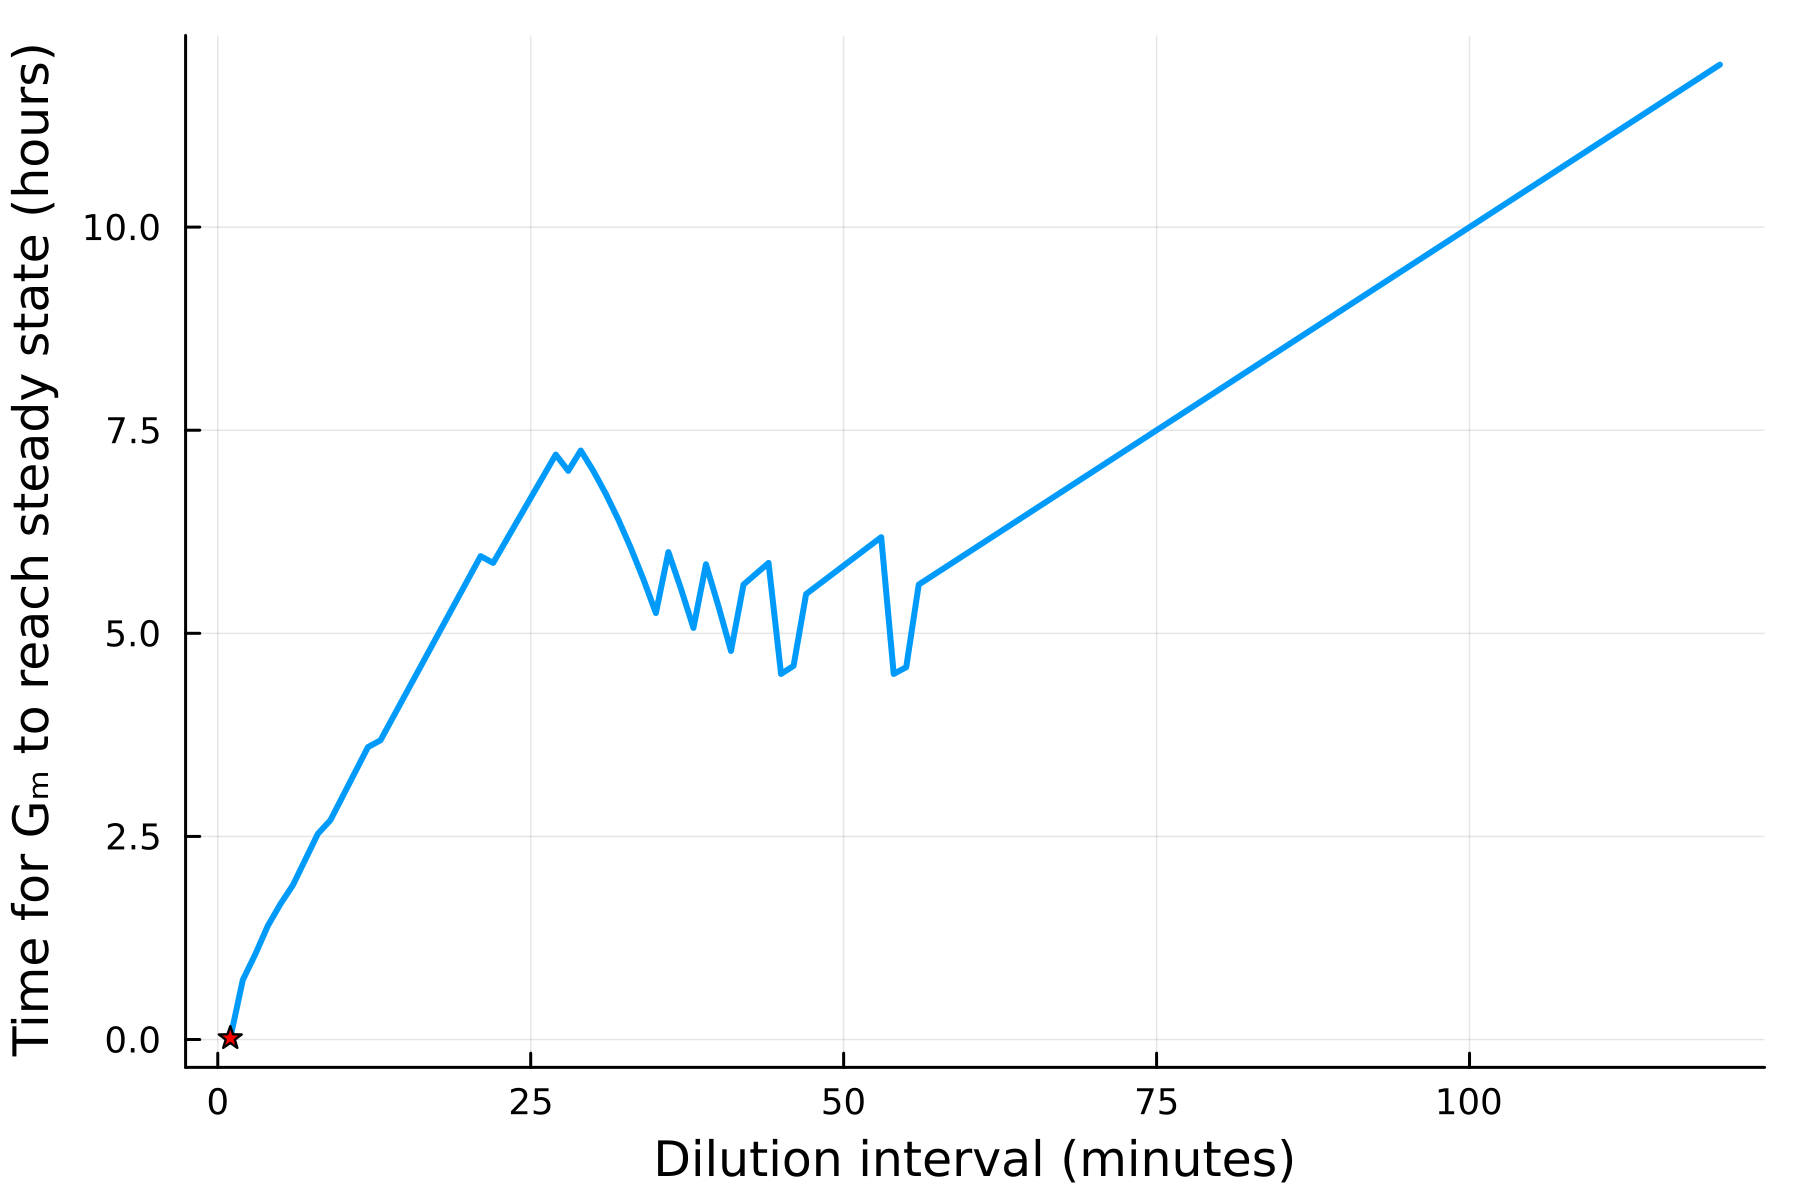 Time for Gₘ to reach steady state (hours)
10.0
7.5
5.0
2.5
0.0
0 25 50 75 100
Dilution interval (minutes)